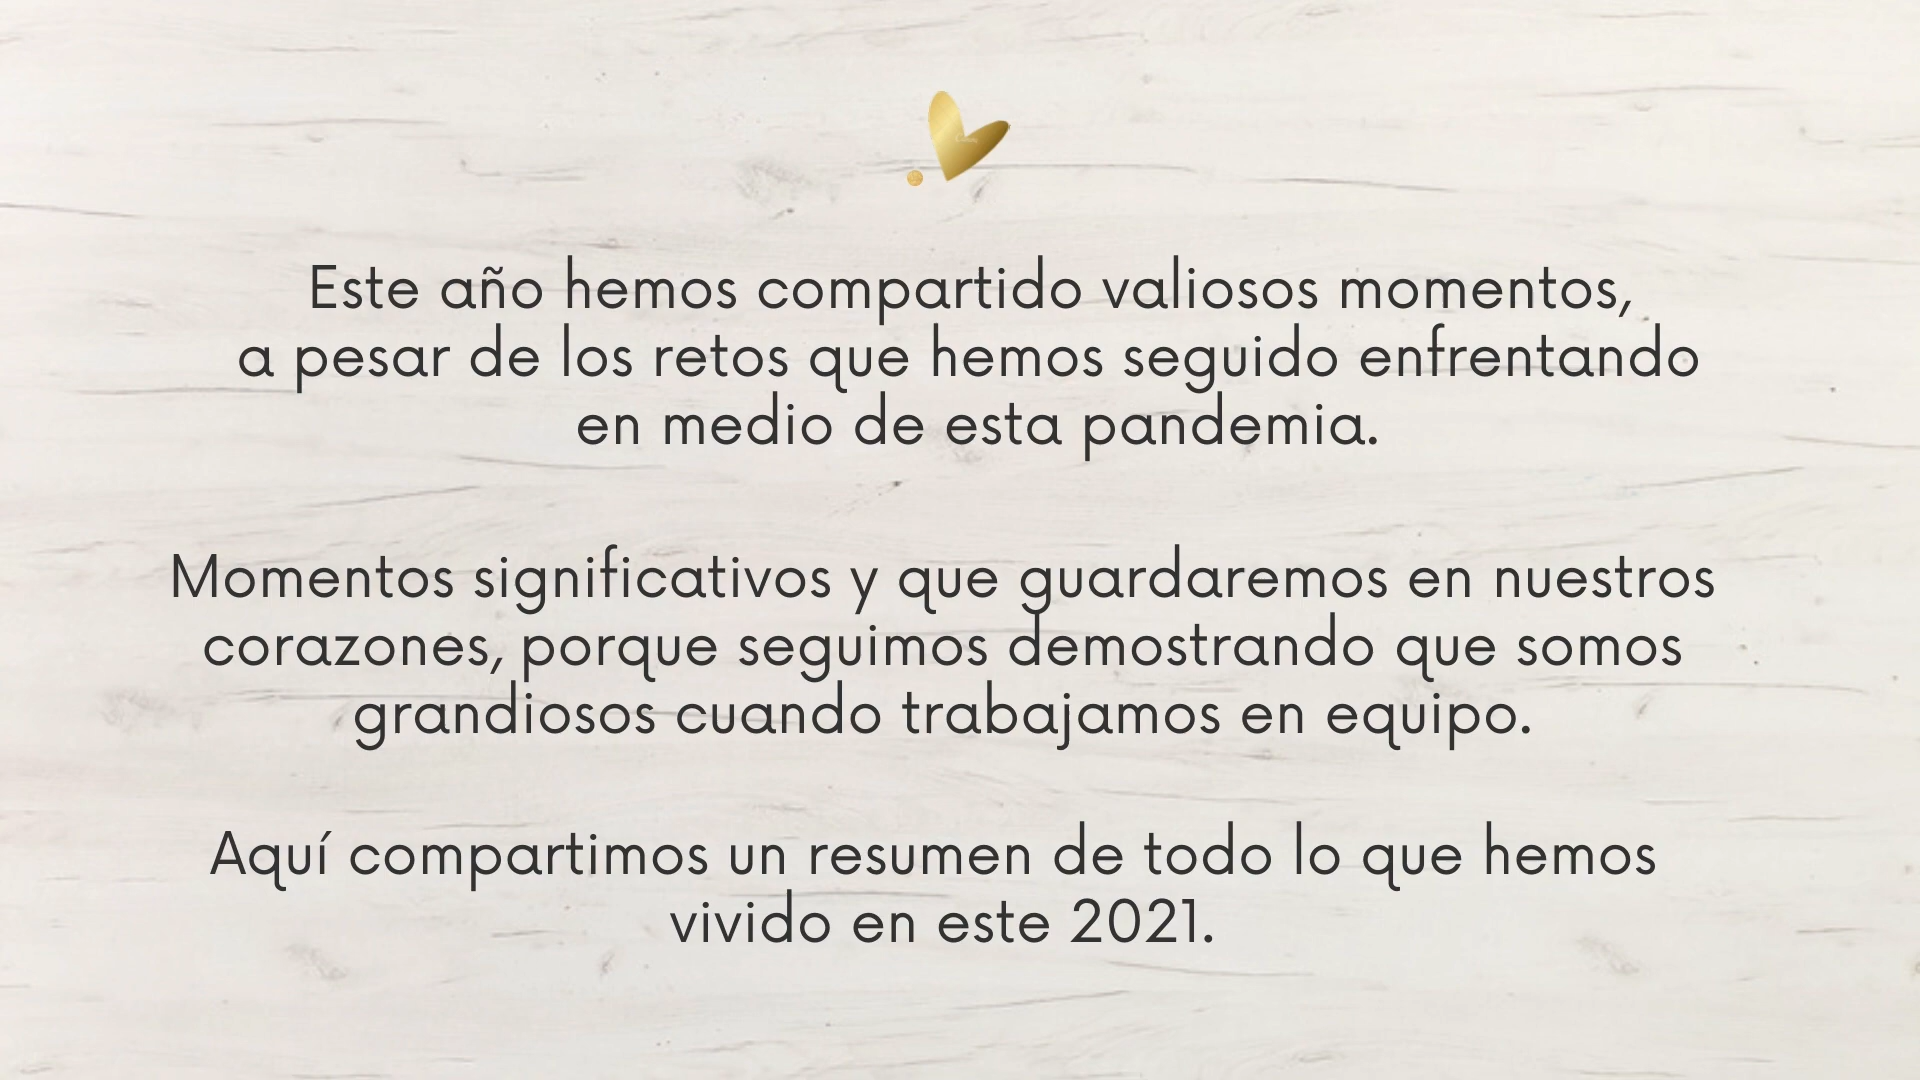 Este año hemos compartido valiosos momentos,
a pesar de los retos que hemos seguido enfrentando
en medio de esta pandemia.
Momentos significativos y que guardaremos en nuestros
corazones, porque seguimos demostrando que somos
grandiosos cuando trabajamos en equipo.
Aquí compartimos un resumen de todo lo que hemos
vivido en este 2021.